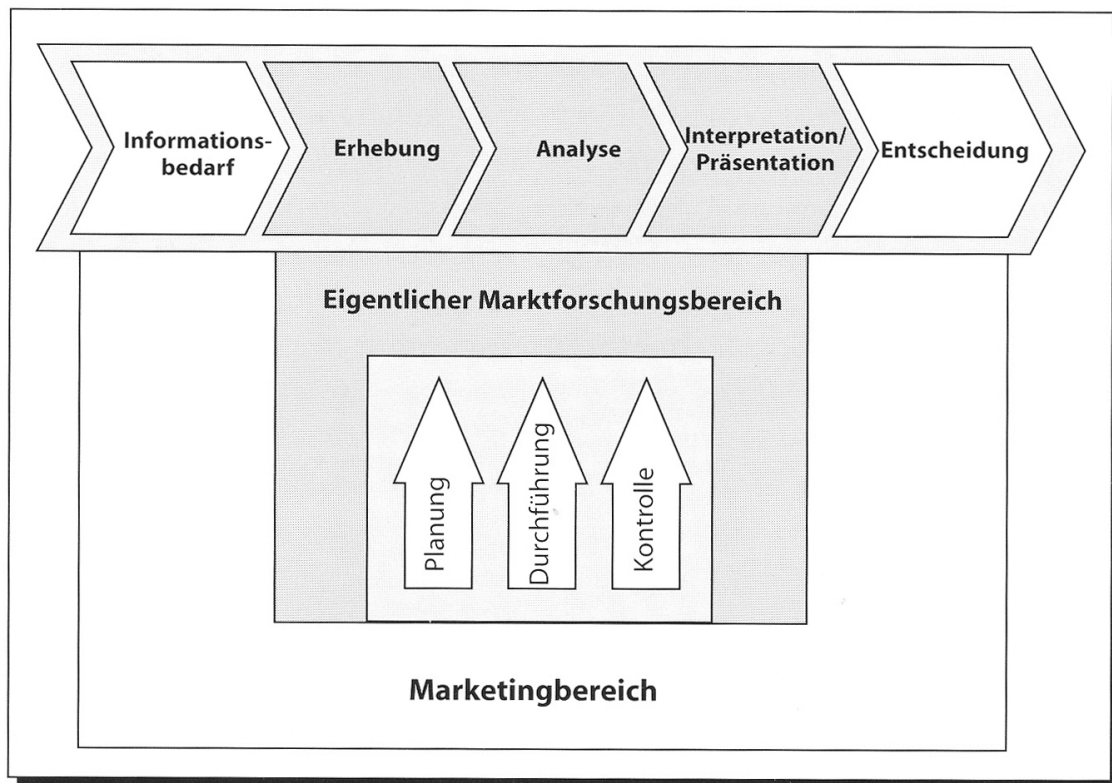 Informations-
bedarf
Erhebung
Analyse
Interpretation/
Präsentation
Entscheidung
Eigentlicher Marktforschungsbereich
Planung
Durchführung
Kontrolle
Marketingbereich